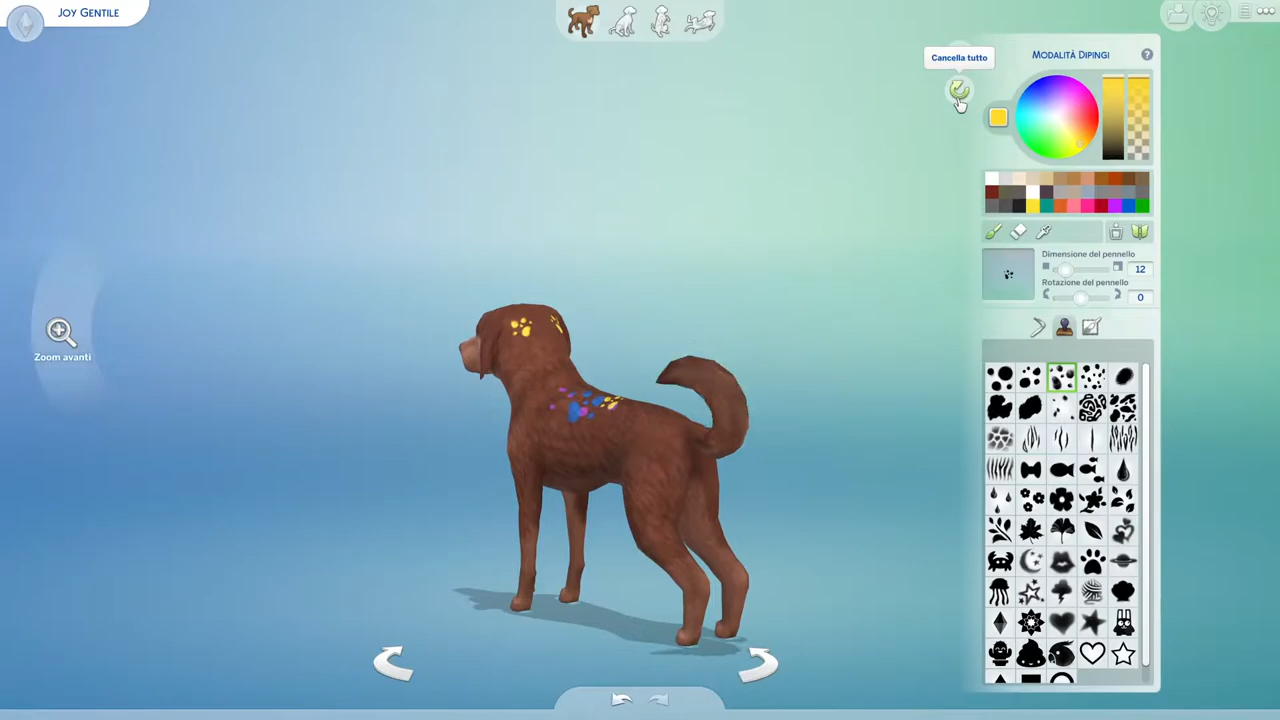 Joy Gentile
Cancella tutto
Modalità Dipingi
?
Dimensione del pennello
12
Rotazione del pennello
0
Zoom avanti